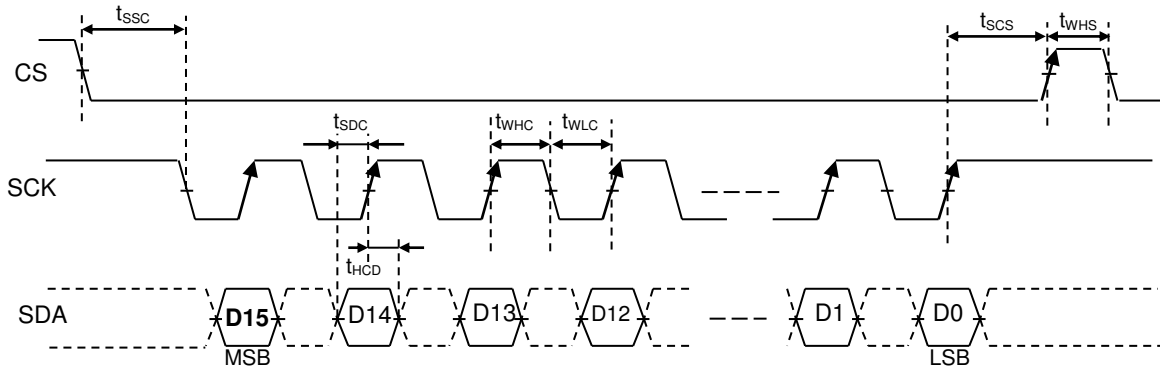 tSSC
tSCS
tWHS
CS
tSDC
tWHC
tWLC
SCK
tHCD
SDA
D15
D14
D13
D12
D1
D0
MSB
LSB